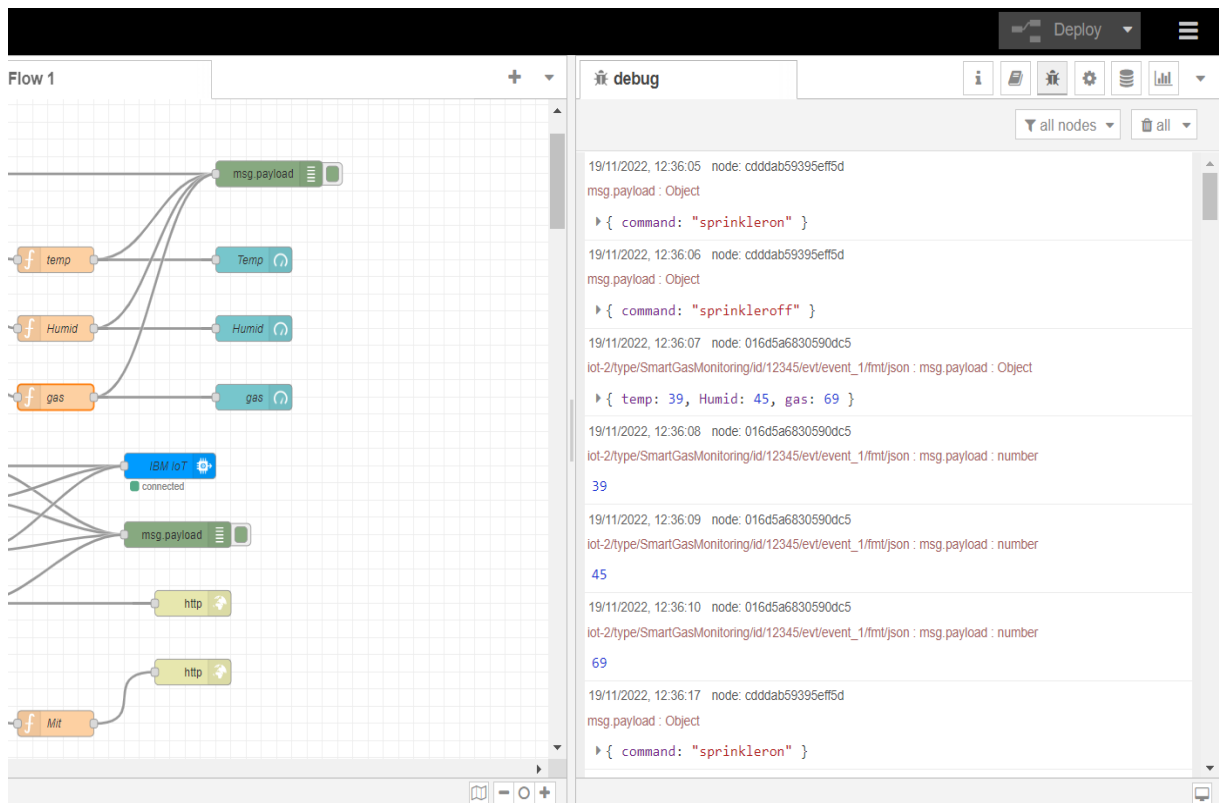 Deploy
Flow 1
debug
i
all nodes
all
msg.payload
temp
Temp
Humid
Humid
gas
gas
IBM IoT
connected
msg.payload
http
http
Mit
19/11/2022, 12:36:05 node: cdddab59395eff5d
msg.payload : Object
{ command: "sprinkleron" }
19/11/2022, 12:36:06 node: cdddab59395eff5d
msg.payload : Object
{ command: "sprinkleroff" }
19/11/2022, 12:36:07 node: 016d5a6830590dc5
iot-2/type/SmartGasMonitoring/id/12345/evt/event_1/fmt/json : msg.payload : Object
{ temp: 39, Humid: 45, gas: 69 }
19/11/2022, 12:36:08 node: 016d5a6830590dc5
iot-2/type/SmartGasMonitoring/id/12345/evt/event_1/fmt/json : msg.payload : number
39
19/11/2022, 12:36:09 node: 016d5a6830590dc5
iot-2/type/SmartGasMonitoring/id/12345/evt/event_1/fmt/json : msg.payload : number
45
19/11/2022, 12:36:10 node: 016d5a6830590dc5
iot-2/type/SmartGasMonitoring/id/12345/evt/event_1/fmt/json : msg.payload : number
69
19/11/2022, 12:36:17 node: cdddab59395eff5d
msg.payload : Object
{ command: "sprinkleron" }